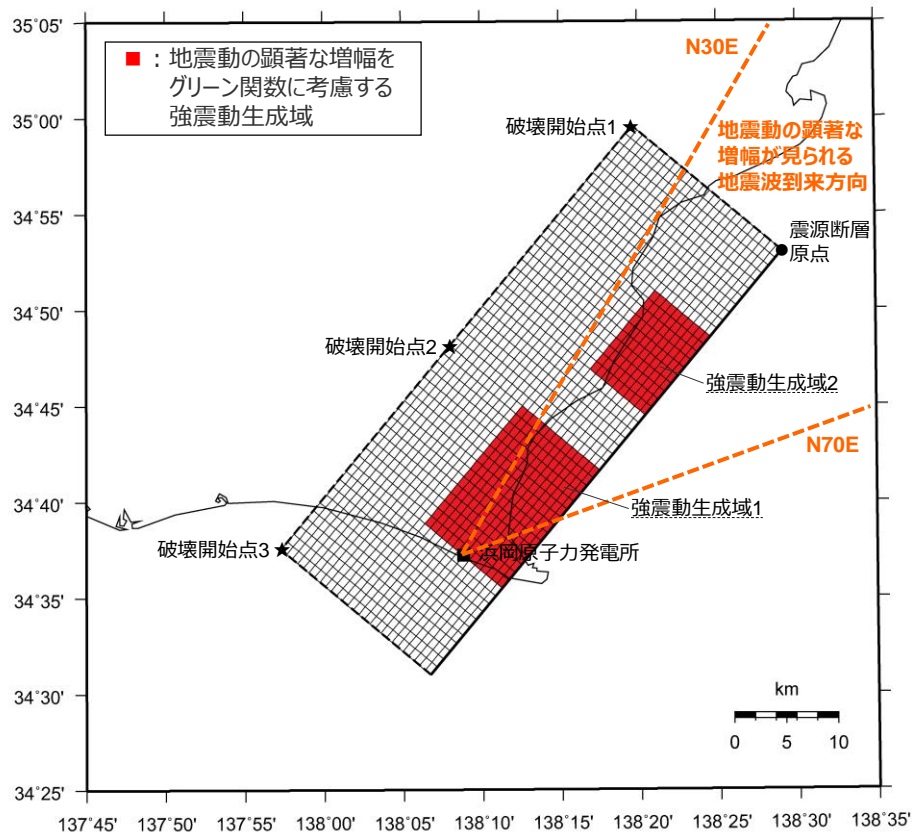 ■ : 地震動の顕著な増幅を
グリーン関数に考慮する
強震動生成域
N30E
地震動の顕著な
増幅が見られる
地震波到来方向
破壊開始点1
震源断層
原点
破壊開始点2
強震動生成域2
N70E
強震動生成域1
破壊開始点3
浜岡原子力発電所
km
0 5 10
35°05'
35°00'
34°55'
34°50'
34°45'
34°40'
34°35'
34°30'
34°25'
137°45' 137°50' 137°55' 138°00' 138°05' 138°10' 138°15' 138°20' 138°25' 138°30' 138°35'